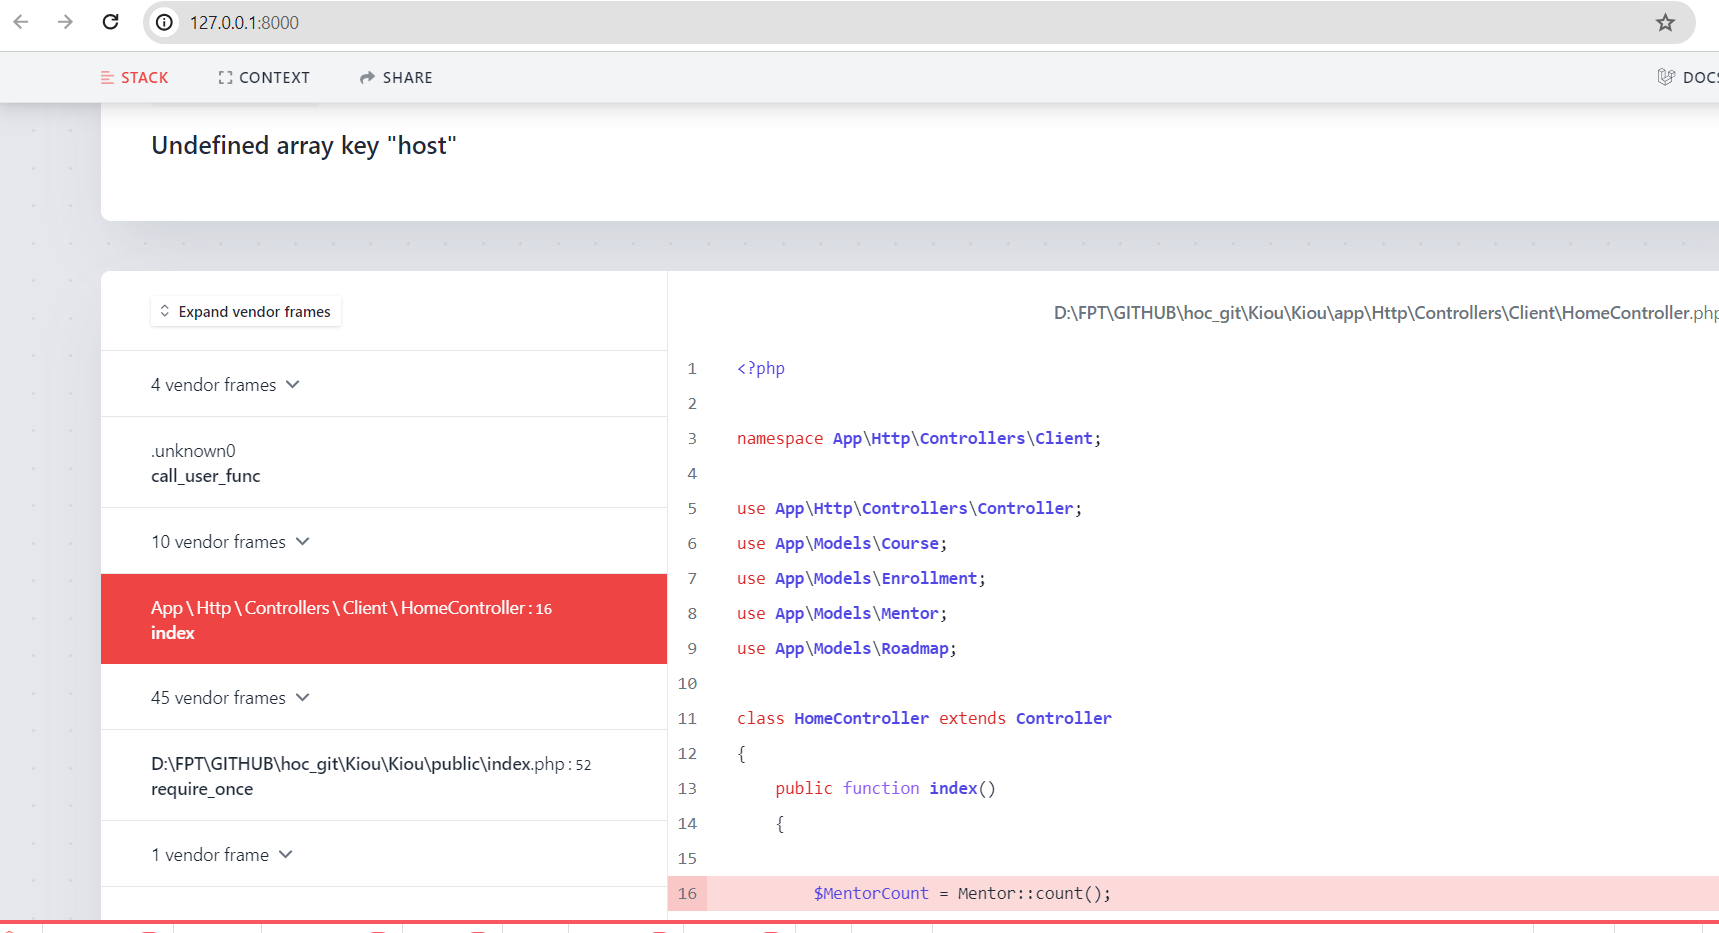 127.0.0.1:8000
STACK
CONTEXT
SHARE
DOCS
Undefined array key "host"
Expand vendor frames
D:\FPT\GITHUB\hoc_git\Kiou\Kiou\app\Http\Controllers\Client\HomeController.php
4 vendor frames
.unknown0
call_user_func
10 vendor frames
App \ Http \ Controllers \ Client \ HomeController : 16
index
45 vendor frames
D:\FPT\GITHUB\hoc_git\Kiou\Kiou\public\index.php : 52
require_once
1 vendor frame
1 <?php
2
3 namespace App\Http\Controllers\Client;
4
5 use App\Http\Controllers\Controller;
6 use App\Models\Course;
7 use App\Models\Enrollment;
8 use App\Models\Mentor;
9 use App\Models\Roadmap;
10
11 class HomeController extends Controller
12 {
13 public function index()
14 {
15
16 $MentorCount = Mentor::count();